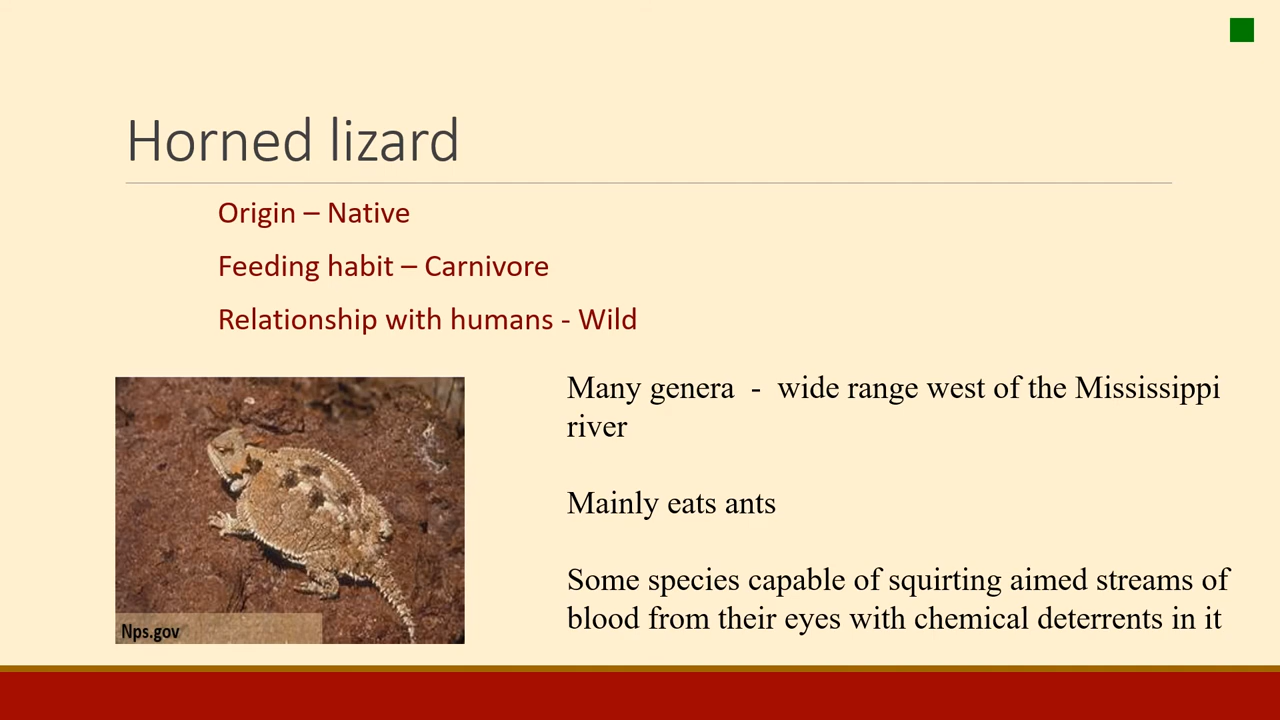 Horned lizard
Origin – Native
Feeding habit – Carnivore
Relationship with humans - Wild
Many genera  -  wide range west of the Mississippi
river
Mainly eats ants
Some species capable of squirting aimed streams of
blood from their eyes with chemical deterrents in it
Nps.gov